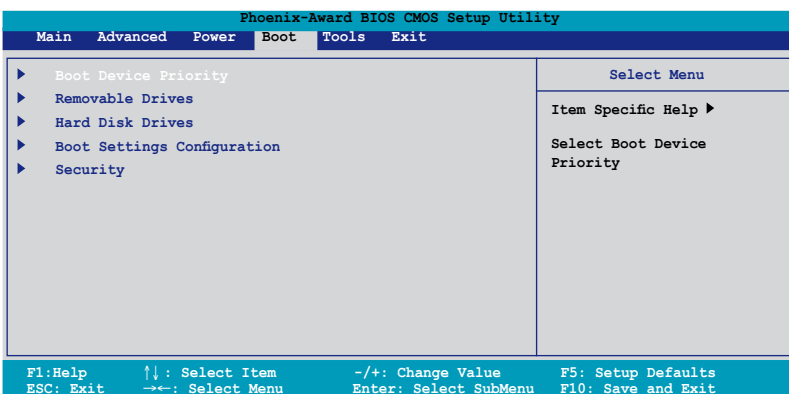 Phoenix-Award BIOS CMOS Setup Utility
Main Advanced Power Boot Tools Exit
Boot Device Priority
Removable Drives
Hard Disk Drives
Boot Settings Configuration
Security
Select Menu
Item Specific Help ▶
Select Boot Device
Priority
F1:Help ↑↓ : Select Item -/+: Change Value F5: Setup Defaults
ESC: Exit →←: Select Menu Enter: Select SubMenu F10: Save and Exit